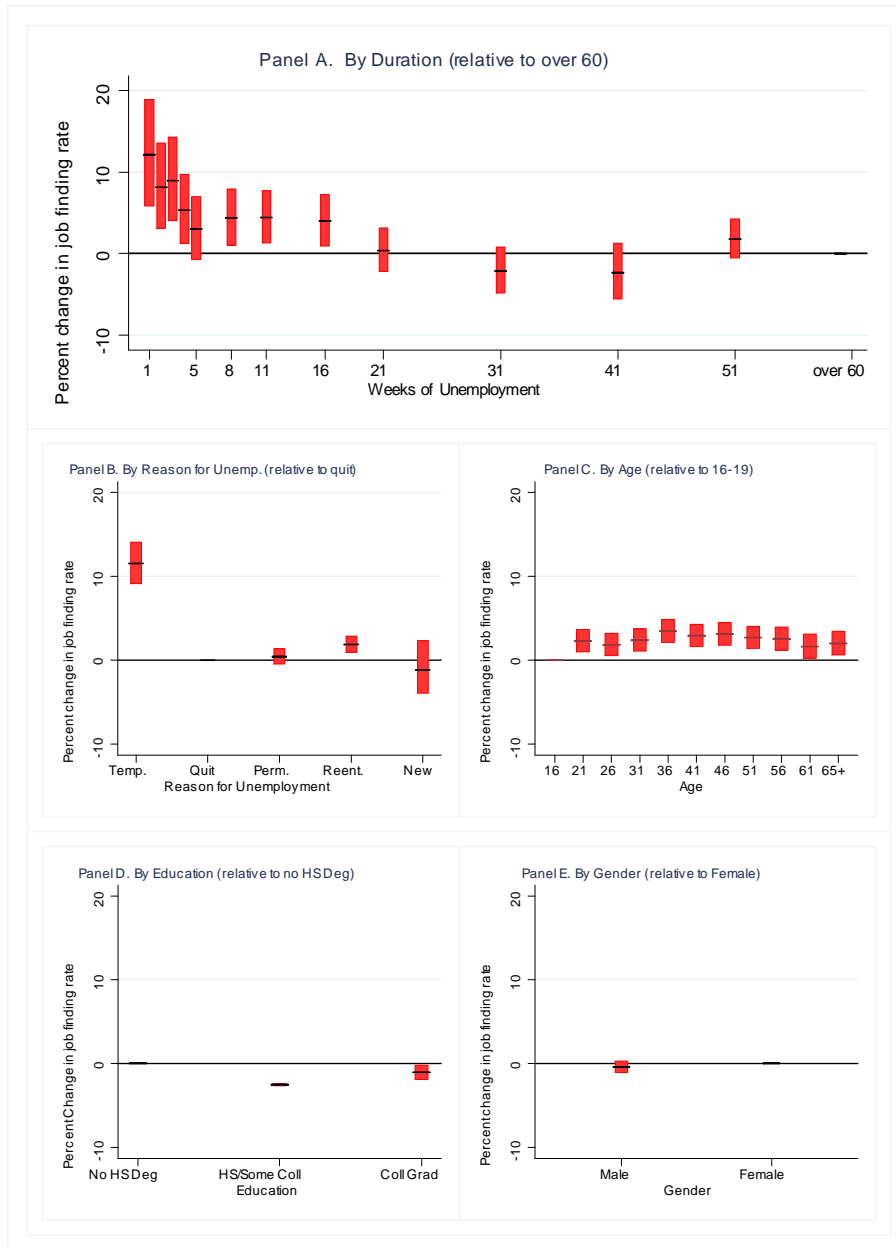 Panel A. By Duration (relative to over 60)
Percent change in job finding rate
20
10
0
-10
1 5 8 11 16 21 31 41 51 over 60
Weeks of Unemployment
Panel B. By Reason for Unemp. (relative to quit)
Percent change in job finding rate
20
10
0
-10
Temp. Quit Perm. Reent. New
Reason for Unemployment
Panel C. By Age (relative to 16-19)
Percent change in job finding rate
20
10
0
-10
16 21 26 31 36 41 46 51 56 61 65+
Age
Panel D. By Education (relative to no HS Deg)
Percent Change in job finding rate
20
10
0
-10
No HS Deg HS/Some Coll Coll Grad
Education
Panel E. By Gender (relative to Female)
Percent change in job finding rate
20
10
0
-10
Male Female
Gender